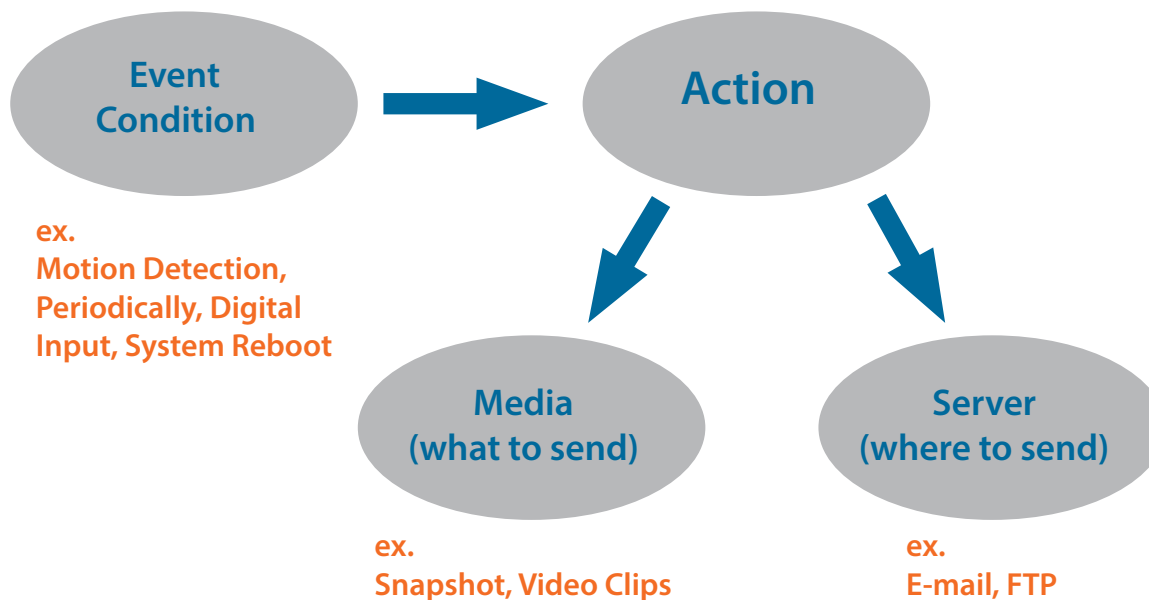 Event
Condition
Action
ex.
Motion Detection,
Periodically, Digital
Input, System Reboot
Media
(what to send)
Server
(where to send)
ex.
Snapshot, Video Clips
ex.
E-mail, FTP